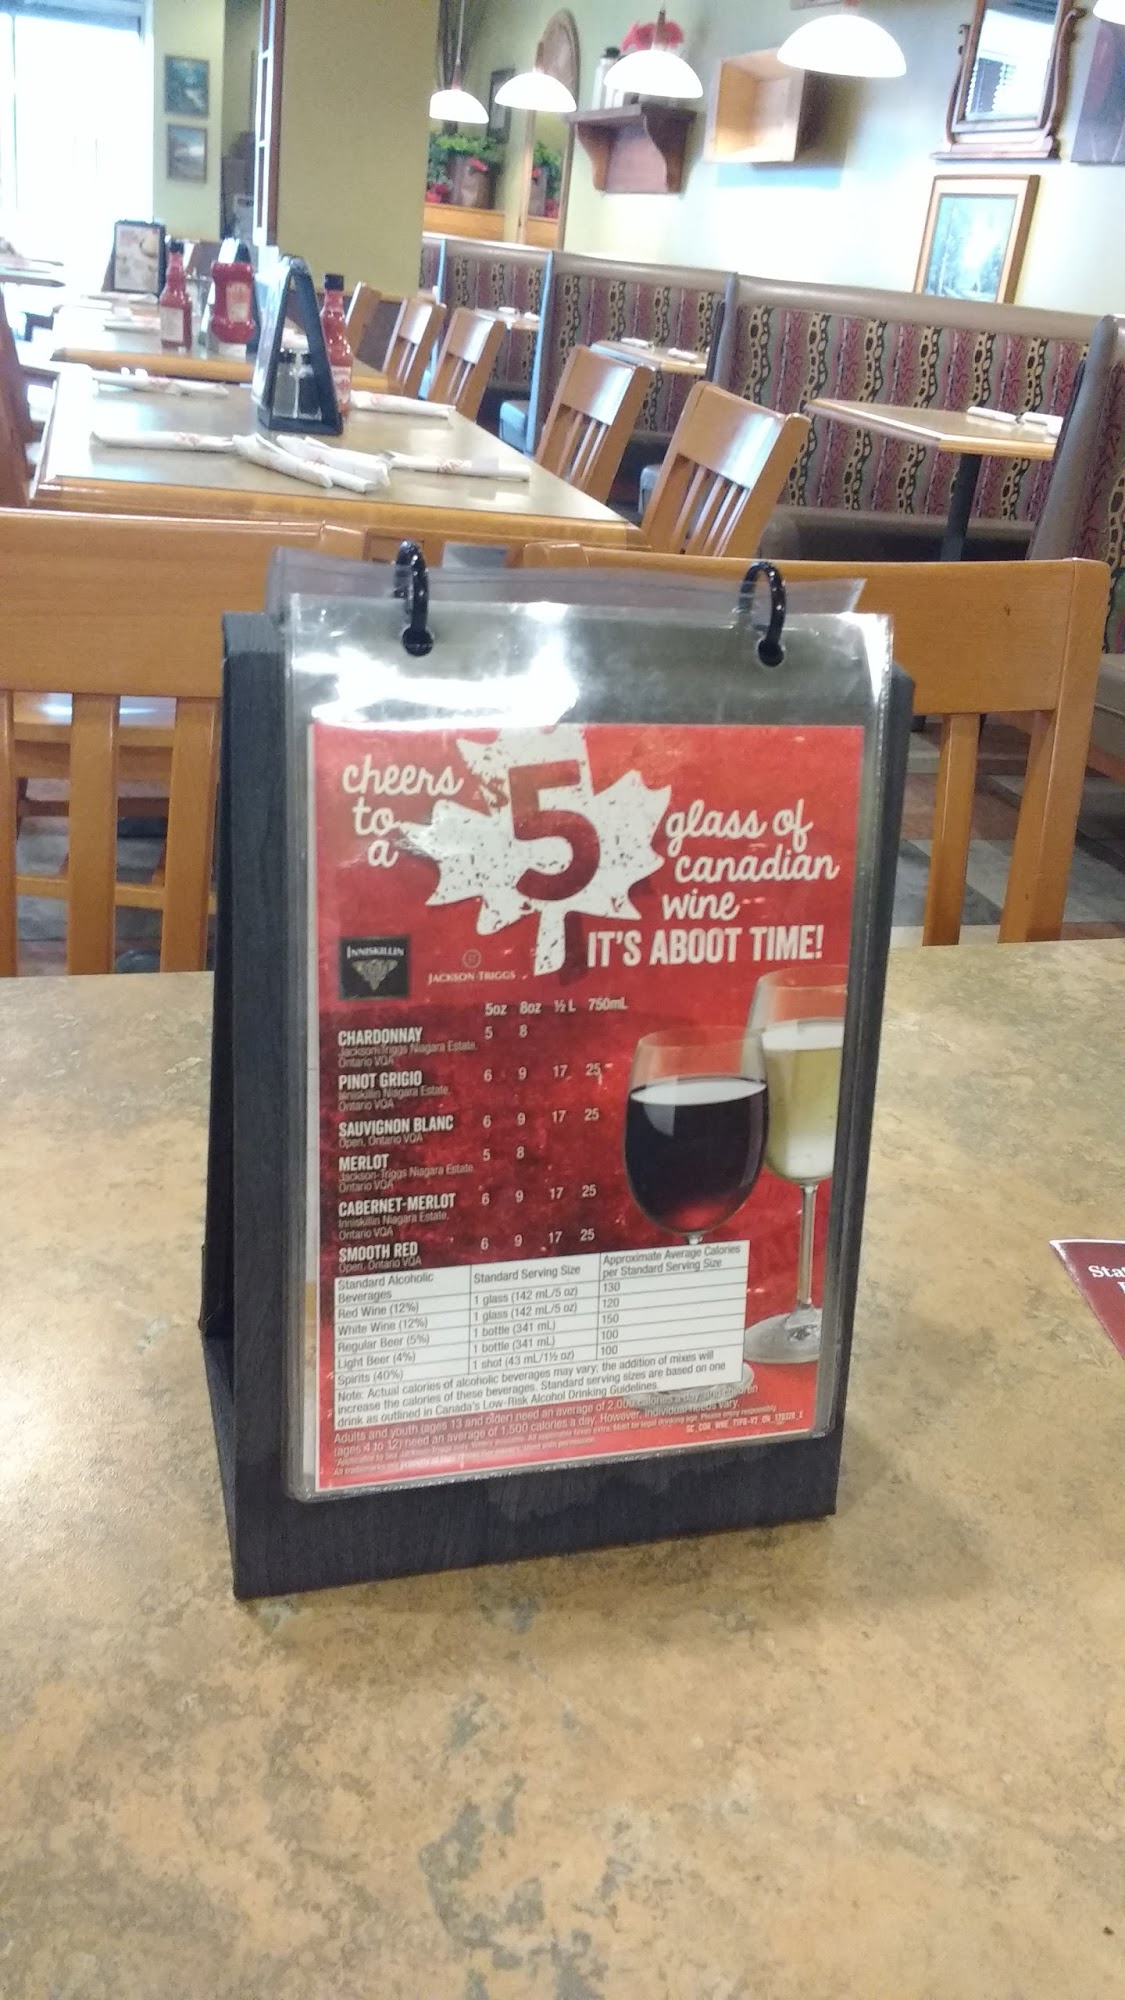 cheers
to
a
$5
glass of
canadian
wine
IT'S ABOOT TIME!
INNISKILLIN
JACKSON-TRIGGS
5oz 8oz ½ L 750mL
CHARDONNAY 5 8
Jackson-Triggs Niagara Estate,
Ontario VQA
PINOT GRIGIO 6 9 17 25
Inniskillin Niagara Estate,
Ontario VQA
SAUVIGNON BLANC 6 9 17 25
Open, Ontario VQA
MERLOT 5 8
Jackson-Triggs Niagara Estate,
Ontario VQA
CABERNET-MERLOT 6 9 17 25
Inniskillin Niagara Estate,
Ontario VQA
SMOOTH RED 6 9 17 25
Open, Ontario VQA
Standard Alcoholic
Beverages
Standard Serving Size
Approximate Average Calories
per Standard Serving Size
Red Wine (12%) 1 glass (142 mL/5 oz) 130
White Wine (12%) 1 glass (142 mL/5 oz) 120
Regular Beer (5%) 1 bottle (341 mL) 150
Light Beer (4%) 1 bottle (341 mL) 100
Spirits (40%) 1 shot (43 mL/1½ oz) 100
Note: Actual calories of alcoholic beverages may vary; the addition of mixes will
increase the calories of these beverages. Standard serving sizes are based on one
drink as outlined in Canada's Low-Risk Alcohol Drinking Guidelines
Adults and youth (ages 13 and older) need an average of 2,000 calories a day, and children
(ages 4 to 12) need an average of 1,500 calories a day. However, individual needs vary.
Sta